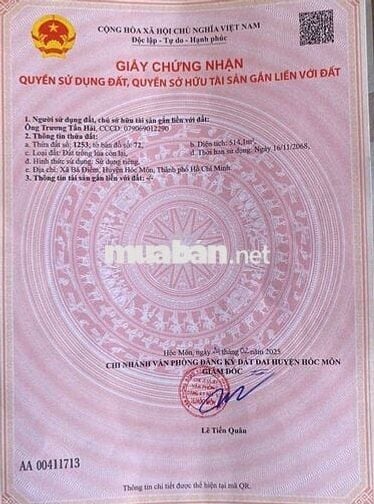 CỘNG HÒA XÃ HỘI CHỦ NGHĨA VIỆT NAM
Độc lập - Tự do - Hạnh phúc
GIẤY CHỨNG NHẬN
QUYỀN SỬ DỤNG ĐẤT, QUYỀN SỞ HỮU TÀI SẢN GẮN LIỀN VỚI ĐẤT
1. Người sử dụng đất, chủ sở hữu tài sản gắn liền với đất:
Ông Trương Tấn Hải, CCCD: 079069012290
2. Thông tin thửa đất:
a. Thửa đất số: 1253; tờ bản đồ số: 72, b. Diện tích: 514,1m²,
c. Loại đất: Đất trồng lúa còn lại, d. Thời hạn sử dụng: Ngày 16/11/2068,
đ. Hình thức sử dụng: Sử dụng riêng,
e. Địa chỉ: Xã Bà Điểm, Huyện Hóc Môn, Thành phố Hồ Chí Minh
3. Thông tin tài sản gắn liền với đất: -/-
muaban.net
Hóc Môn, ngày tháng năm 2025
CHI NHÁNH VĂN PHÒNG ĐĂNG KÝ ĐẤT ĐAI HUYỆN HÓC MÔN
GIÁM ĐỐC
Lê Tiến Quân
AA 00411713
Thông tin chi tiết được thể hiện tại mã QR.